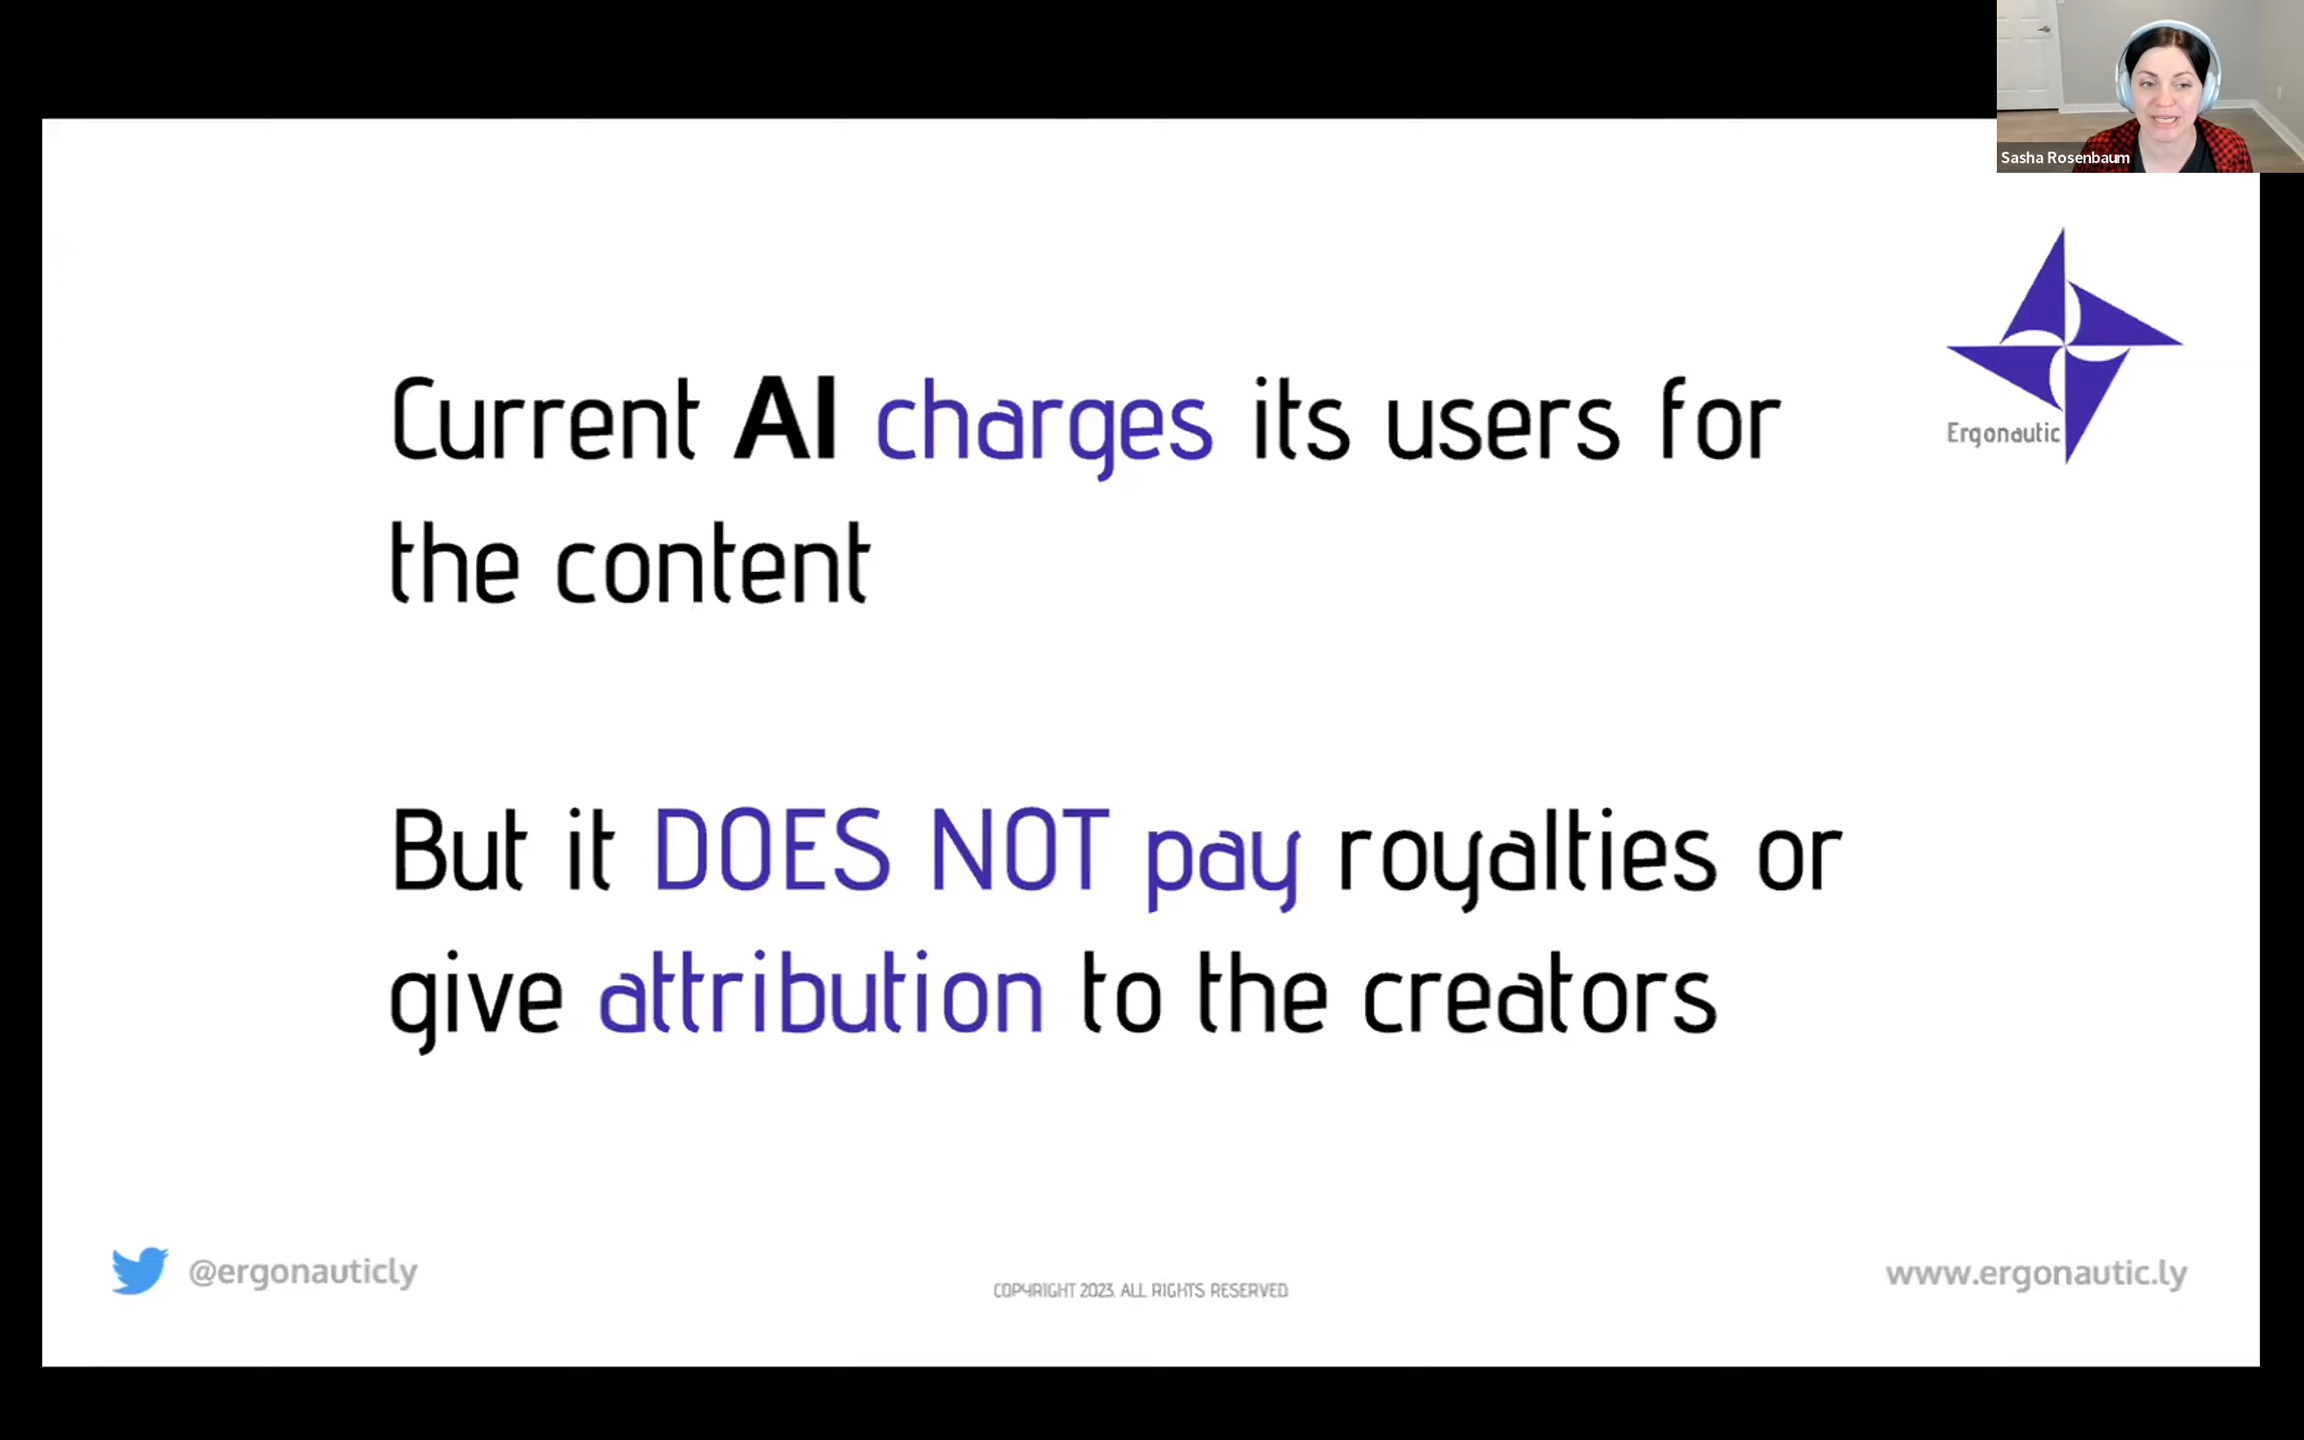 Sasha Rosenbaum
Ergonautic
Current AI charges its users for
the content
But it DOES NOT pay royalties or
give attribution to the creators
@ergonauticly
COPYRIGHT 2023. ALL RIGHTS RESERVED.
www.ergonautic.ly